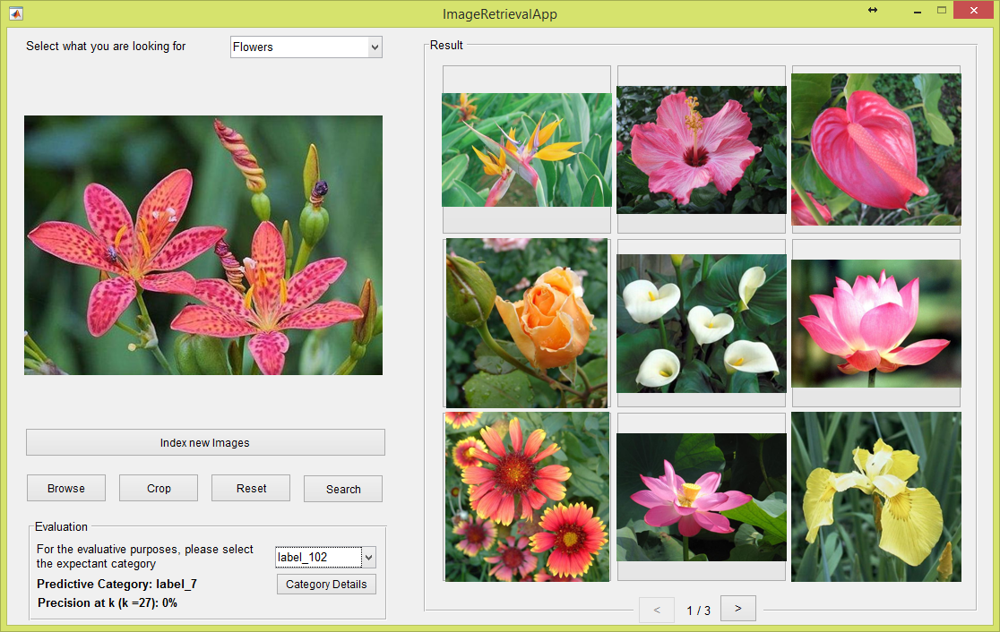 ImageRetrievalApp
Select what you are looking for
Flowers
Result
Index new Images
Browse
Crop
Reset
Search
Evaluation
For the evaluative purposes, please select
the expectant category
label_102
Predictive Category: label_7
Category Details
Precision at k (k =27): 0%
<
1 / 3
>